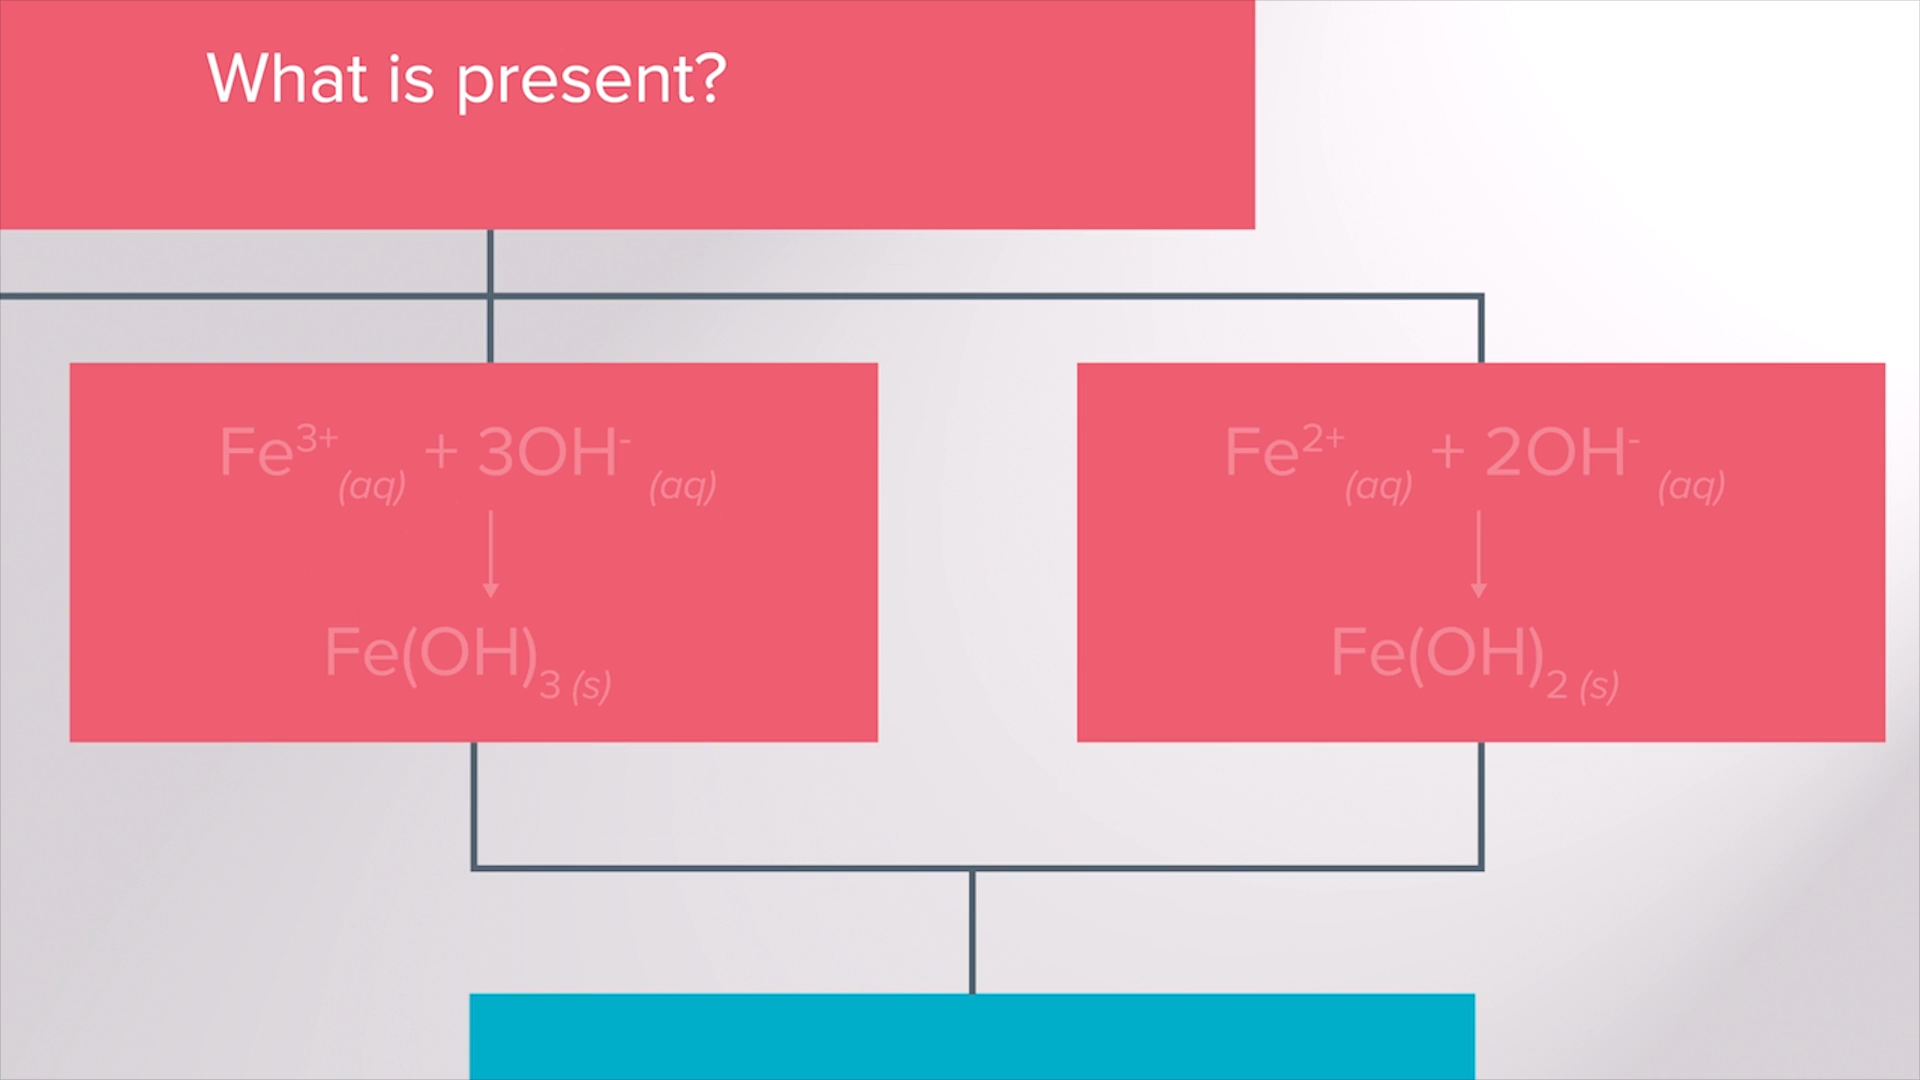 What is present?
Fe³⁺(aq) + 3OH⁻ (aq)
↓
Fe(OH)₃ (s)
Fe²⁺(aq) + 2OH⁻ (aq)
↓
Fe(OH)₂ (s)